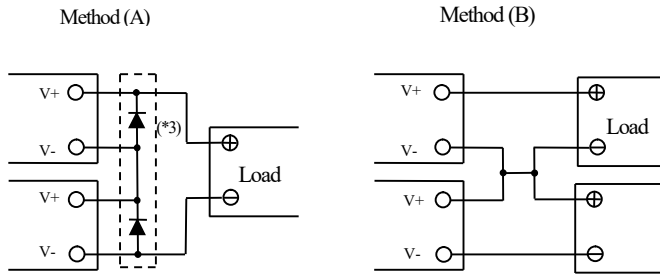 Method (A)
Method (B)
V+
V-
V+
V-
(*3)
Load
V+
V-
V+
V-
Load